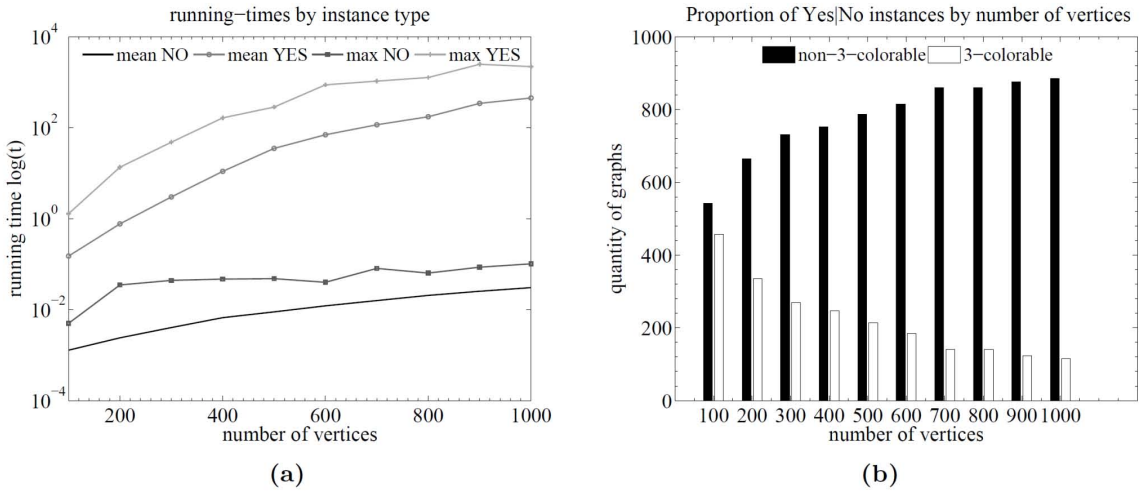 running-times by instance type
mean NO mean YES max NO max YES
10^4
10^2
10^0
10^-2
10^-4
running time log(t)
200 400 600 800 1000
number of vertices
(a)
Proportion of Yes|No instances by number of vertices
non-3-colorable 3-colorable
1000
800
600
400
200
0
quantity of graphs
100 200 300 400 500 600 700 800 900 1000
number of vertices
(b)